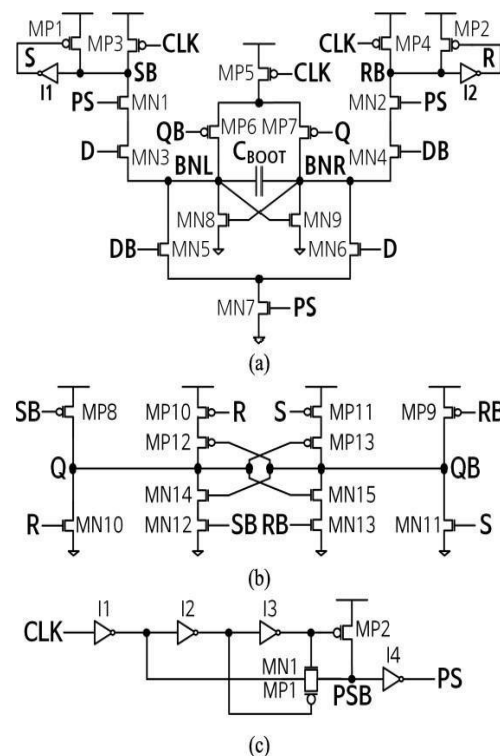 MP1 MP3 CLK CLK MP4 MP2
S SB MP5 CLK RB R
I1 I2
PS MN1 QB MP6 MP7 Q MN2 PS
D MN3 CBOOT MN4 DB
BNL BNR
MN8 MN9
DB MN5 MN6 D
MN7 PS
(a)
SB MP8 MP10 R S MP11 MP9 RB
MP12 MP13
Q QB
MN14 MN15
R MN10 MN12 SB RB MN13 MN11 S
(b)
CLK I1 I2 I3 MP2
MN1 I4
MP1 PSB PS
(c)